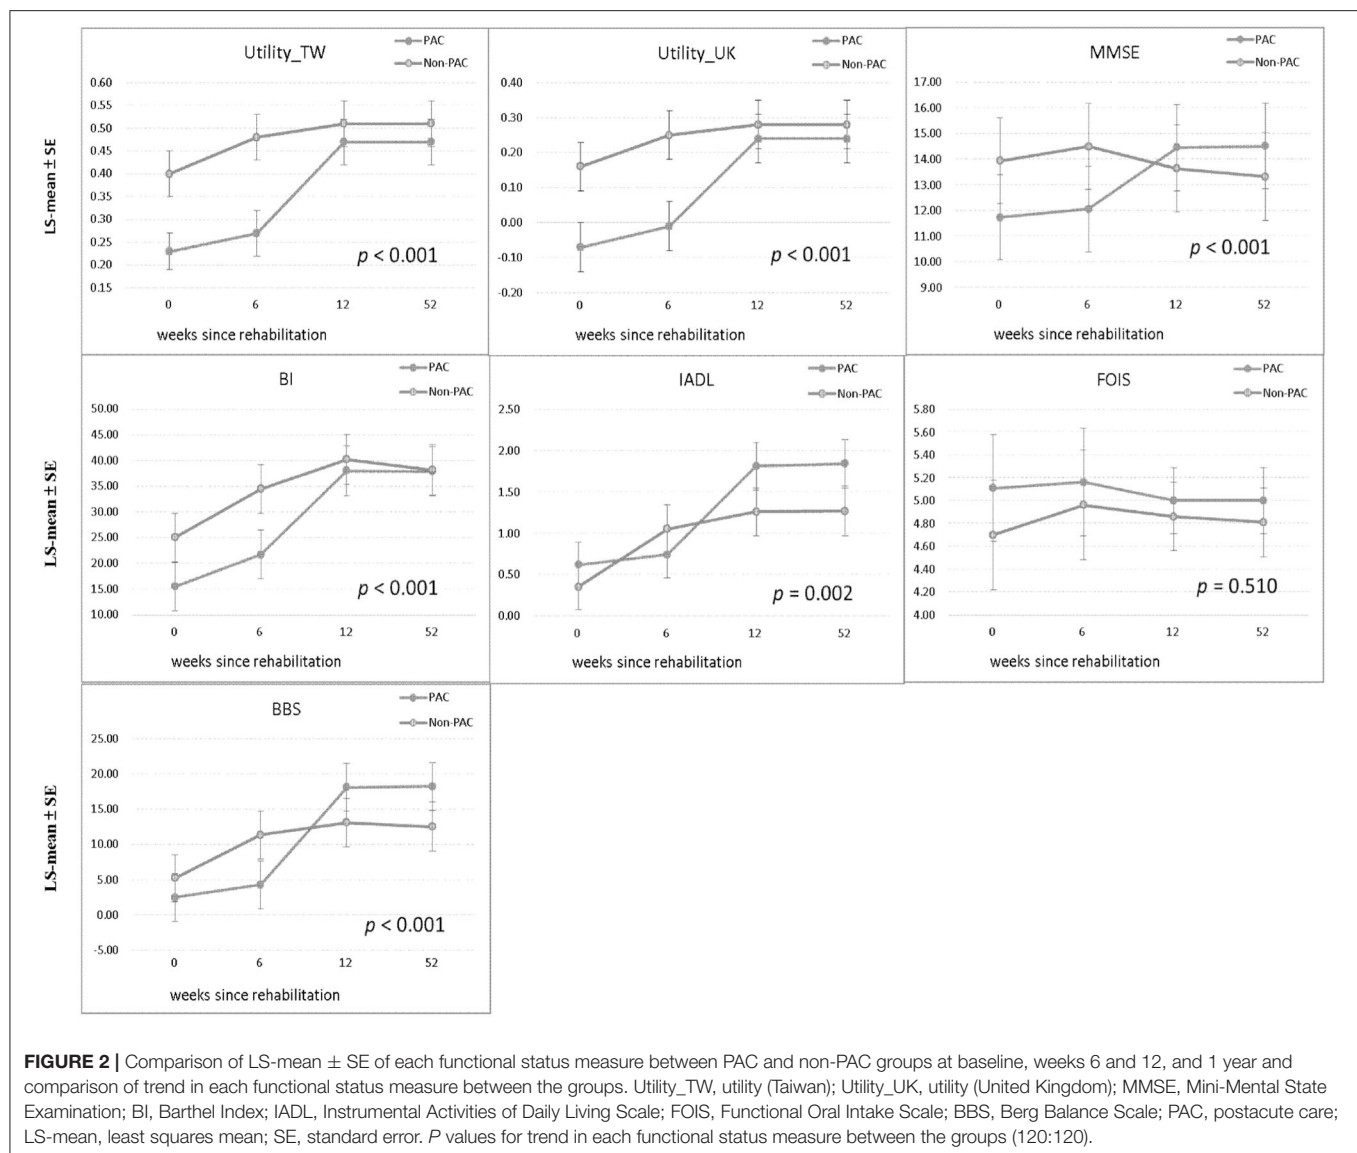 Utility_TW
PAC
Non-PAC
0.60
0.55
0.50
0.45
0.40
0.35
0.30
0.25
0.20
0.15
LS-mean ± SE
p < 0.001
0 6 12 52
weeks since rehabilitation
Utility_UK
PAC
Non-PAC
0.40
0.30
0.20
0.10
0.00
-0.10
-0.20
p < 0.001
0 6 12 52
weeks since rehabilitation
MMSE
PAC
Non-PAC
17.00
16.00
15.00
14.00
13.00
12.00
11.00
10.00
9.00
p < 0.001
0 6 12 52
weeks since rehabilitation
BI
PAC
Non-PAC
50.00
45.00
40.00
35.00
30.00
25.00
20.00
15.00
10.00
LS-mean ± SE
p < 0.001
0 6 12 52
weeks since rehabilitation
IADL
PAC
Non-PAC
2.50
2.00
1.50
1.00
0.50
0.00
p = 0.002
0 6 12 52
weeks since rehabilitation
FOIS
PAC
Non-PAC
5.80
5.60
5.40
5.20
5.00
4.80
4.60
4.40
4.20
4.00
p = 0.510
0 6 12 52
weeks since rehabilitation
BBS
PAC
Non-PAC
25.00
20.00
15.00
10.00
5.00
0.00
-5.00
LS-mean ± SE
p < 0.001
0 6 12 52
weeks since rehabilitation
FIGURE 2 | Comparison of LS-mean ± SE of each functional status measure between PAC and non-PAC groups at baseline, weeks 6 and 12, and 1 year and
comparison of trend in each functional status measure between the groups. Utility_TW, utility (Taiwan); Utility_UK, utility (United Kingdom); MMSE, Mini-Mental State
Examination; BI, Barthel Index; IADL, Instrumental Activities of Daily Living Scale; FOIS, Functional Oral Intake Scale; BBS, Berg Balance Scale; PAC, postacute care;
LS-mean, least squares mean; SE, standard error. P values for trend in each functional status measure between the groups (120:120).